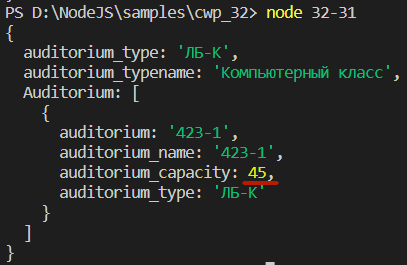 PS D:\NodeJS\samples\cwp_32> node 32-31
{
  auditorium_type: 'ЛБ-К',
  auditorium_typename: 'Компьютерный класс',
  Auditorium: [
    {
      auditorium: '423-1',
      auditorium_name: '423-1',
      auditorium_capacity: 45,
      auditorium_type: 'ЛБ-К'
    }
  ]
}